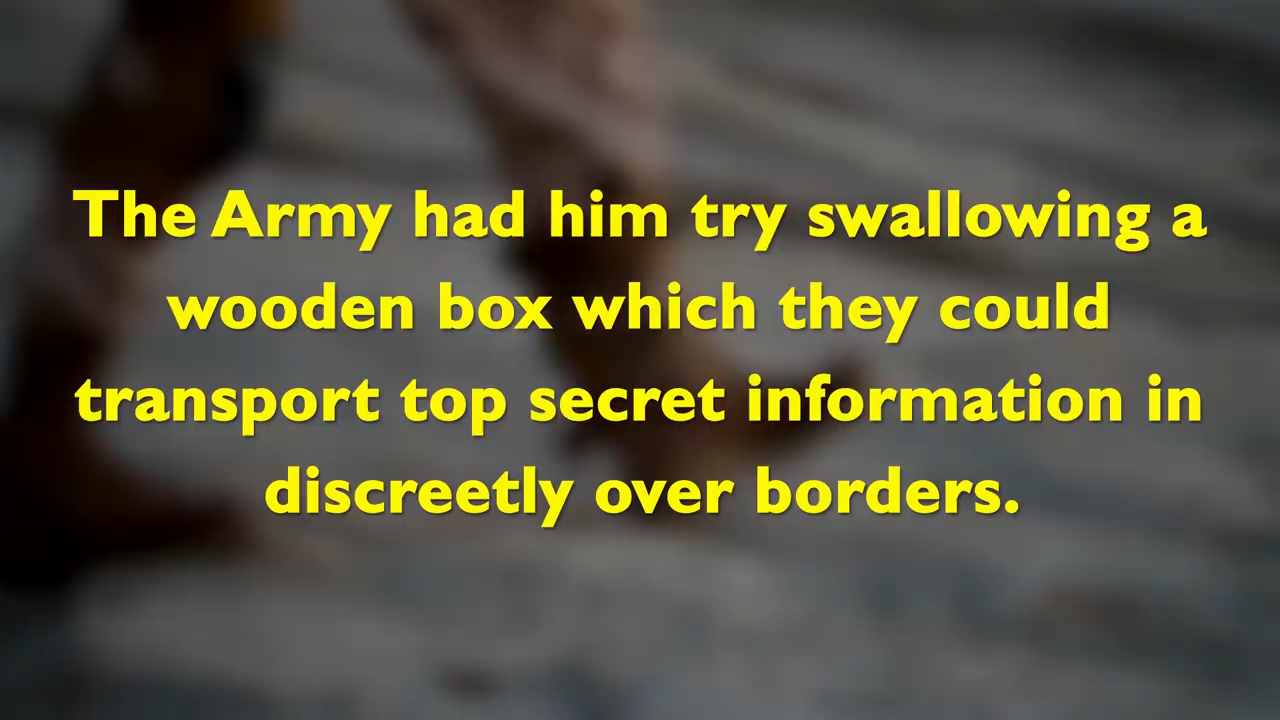 The Army had him try swallowing a
wooden box which they could
transport top secret information in
discreetly over borders.